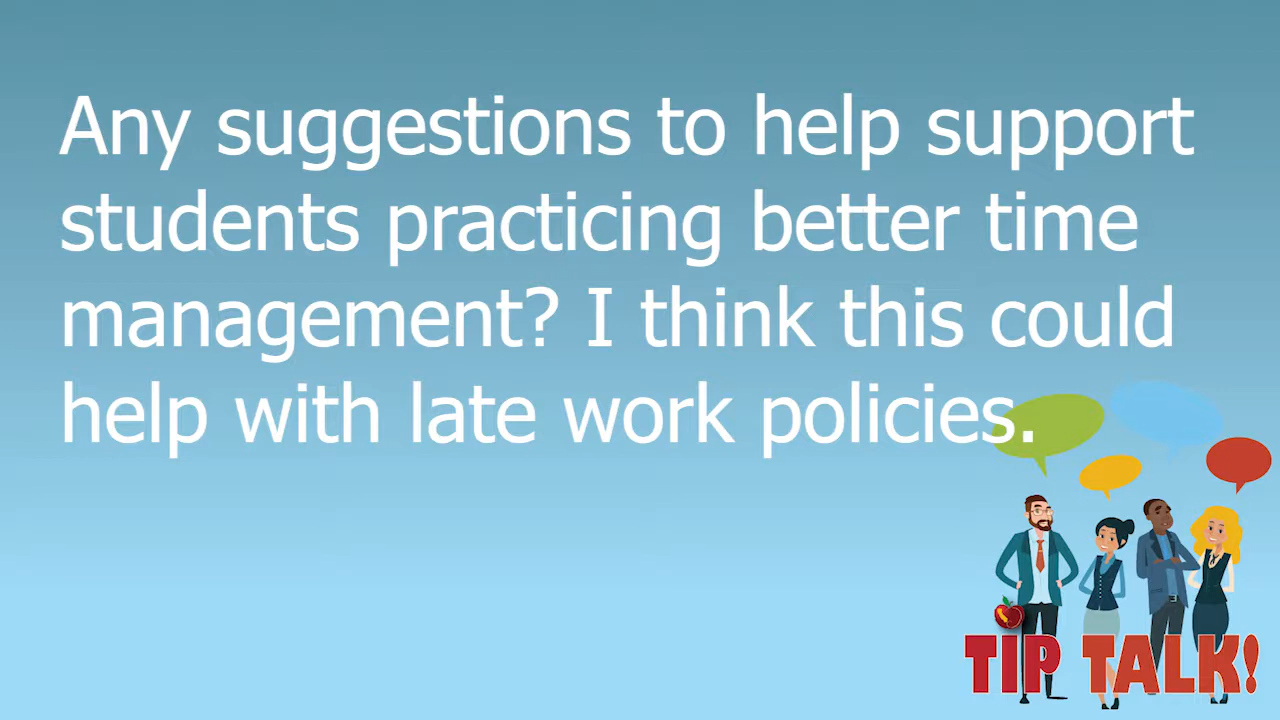 Any suggestions to help support
students practicing better time
management? I think this could
help with late work policies.
TIP TALK!